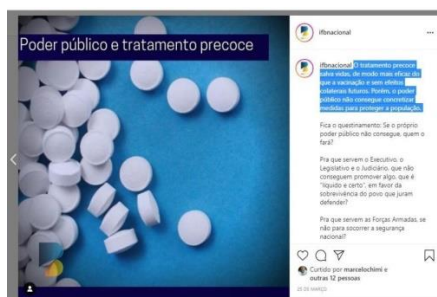 Poder público e tratamento precoce
ifbnacional
ifbnacional O tratamento precoce
salva vidas, de modo mais eficaz do
que a vacinação e sem efeitos
colaterais futuros. Porém, o poder
público não consegue concretizar
medidas para proteger a população.
Fica o questinamento: Se o próprio
poder público não consegue, quem o
fará?
Pra que servem o Executivo, o
Legislativo e o Judiciário, que não
conseguem promover algo, que é
"líquido e certo", em favor da
sobrevivência do povo que juram
defender?
Pra que servem as Forças Armadas, se
não para socorrer a segurança
nacional?
Curtido por marcelochimi e
outras 12 pessoas